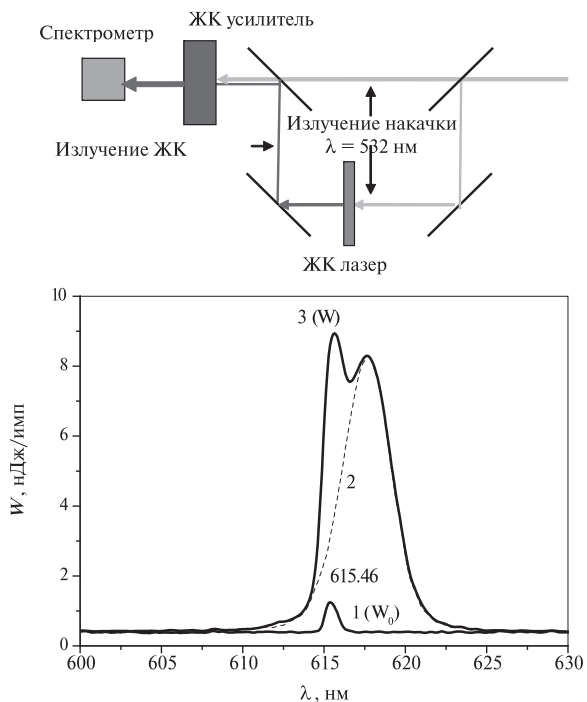 ЖК усилитель
Спектрометр
Излучение накачки
λ = 532 нм
Излучение ЖК
ЖК лазер
10
3 (W)
8
W, нДж/имп
6
2
4
615.46
2
1 (W₀)
0
600 605 610 615 620 625 630
λ, нм